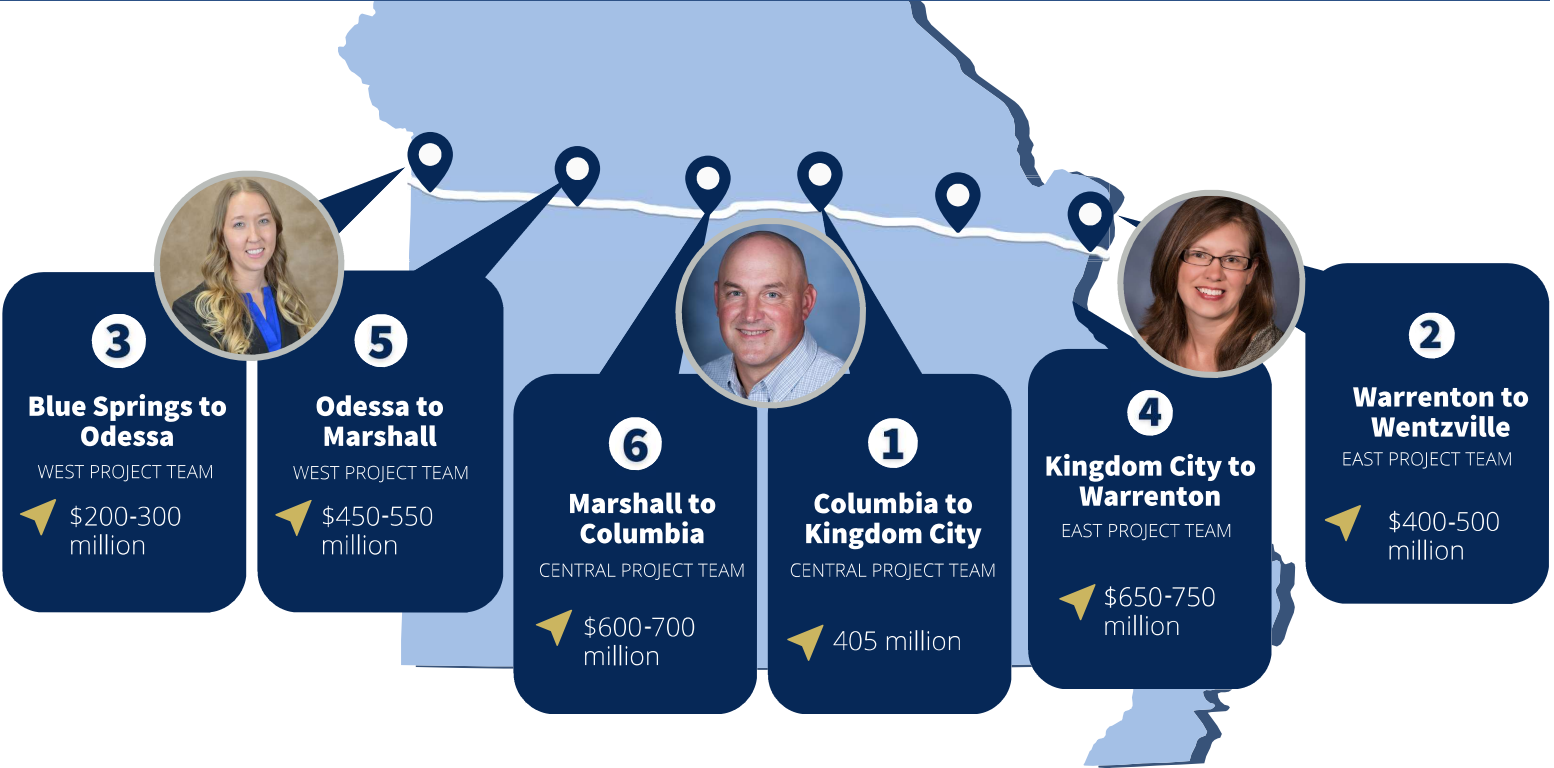 3
Blue Springs to
Odessa
WEST PROJECT TEAM
$200-300
million
5
Odessa to
Marshall
WEST PROJECT TEAM
$450-550
million
6
Marshall to
Columbia
CENTRAL PROJECT TEAM
$600-700
million
1
Columbia to
Kingdom City
CENTRAL PROJECT TEAM
405 million
4
Kingdom City to
Warrenton
EAST PROJECT TEAM
$650-750
million
2
Warrenton to
Wentzville
EAST PROJECT TEAM
$400-500
million